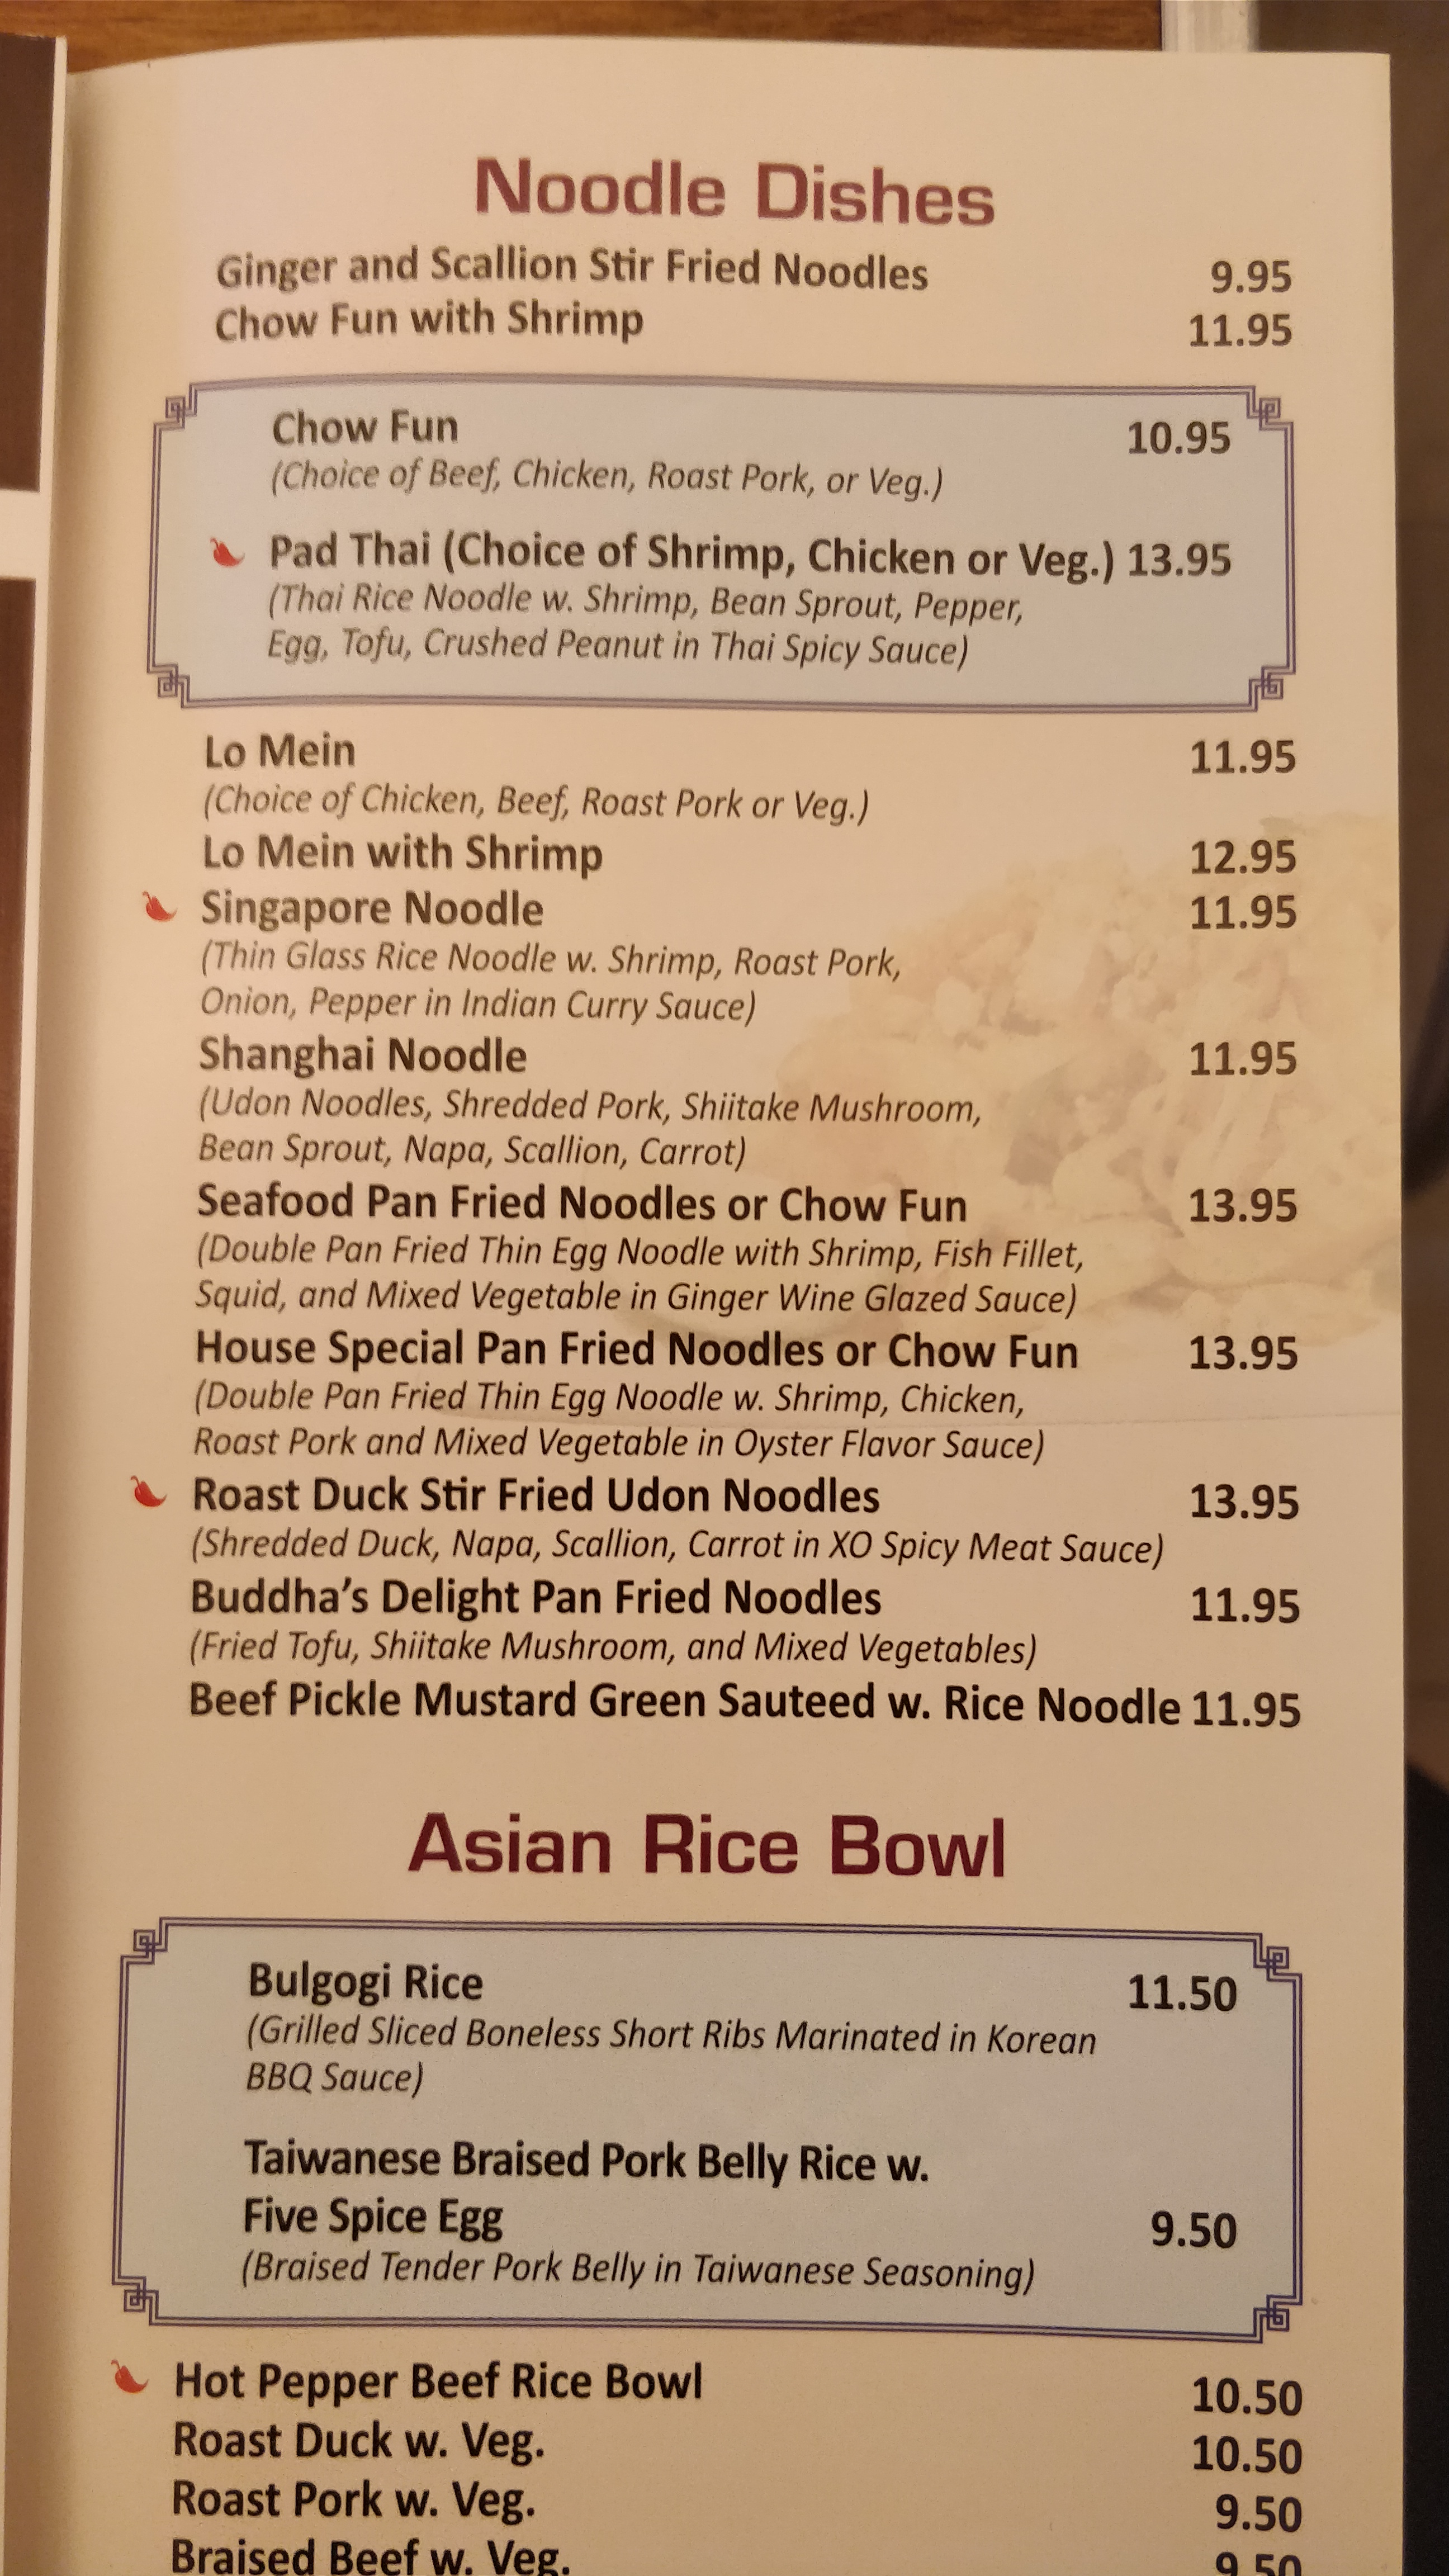 Noodle Dishes
Ginger and Scallion Stir Fried Noodles 9.95
Chow Fun with Shrimp 11.95
Chow Fun 10.95
(Choice of Beef, Chicken, Roast Pork, or Veg.)
Pad Thai (Choice of Shrimp, Chicken or Veg.) 13.95
(Thai Rice Noodle w. Shrimp, Bean Sprout, Pepper,
Egg, Tofu, Crushed Peanut in Thai Spicy Sauce)
Lo Mein 11.95
(Choice of Chicken, Beef, Roast Pork or Veg.)
Lo Mein with Shrimp 12.95
Singapore Noodle 11.95
(Thin Glass Rice Noodle w. Shrimp, Roast Pork,
Onion, Pepper in Indian Curry Sauce)
Shanghai Noodle 11.95
(Udon Noodles, Shredded Pork, Shiitake Mushroom,
Bean Sprout, Napa, Scallion, Carrot)
Seafood Pan Fried Noodles or Chow Fun 13.95
(Double Pan Fried Thin Egg Noodle with Shrimp, Fish Fillet,
Squid, and Mixed Vegetable in Ginger Wine Glazed Sauce)
House Special Pan Fried Noodles or Chow Fun 13.95
(Double Pan Fried Thin Egg Noodle w. Shrimp, Chicken,
Roast Pork and Mixed Vegetable in Oyster Flavor Sauce)
Roast Duck Stir Fried Udon Noodles 13.95
(Shredded Duck, Napa, Scallion, Carrot in XO Spicy Meat Sauce)
Buddha's Delight Pan Fried Noodles 11.95
(Fried Tofu, Shiitake Mushroom, and Mixed Vegetables)
Beef Pickle Mustard Green Sauteed w. Rice Noodle 11.95
Asian Rice Bowl
Bulgogi Rice 11.50
(Grilled Sliced Boneless Short Ribs Marinated in Korean
BBQ Sauce)
Taiwanese Braised Pork Belly Rice w.
Five Spice Egg 9.50
(Braised Tender Pork Belly in Taiwanese Seasoning)
Hot Pepper Beef Rice Bowl 10.50
Roast Duck w. Veg. 10.50
Roast Pork w. Veg. 9.50
Braised Beef w. Veg. 9.50